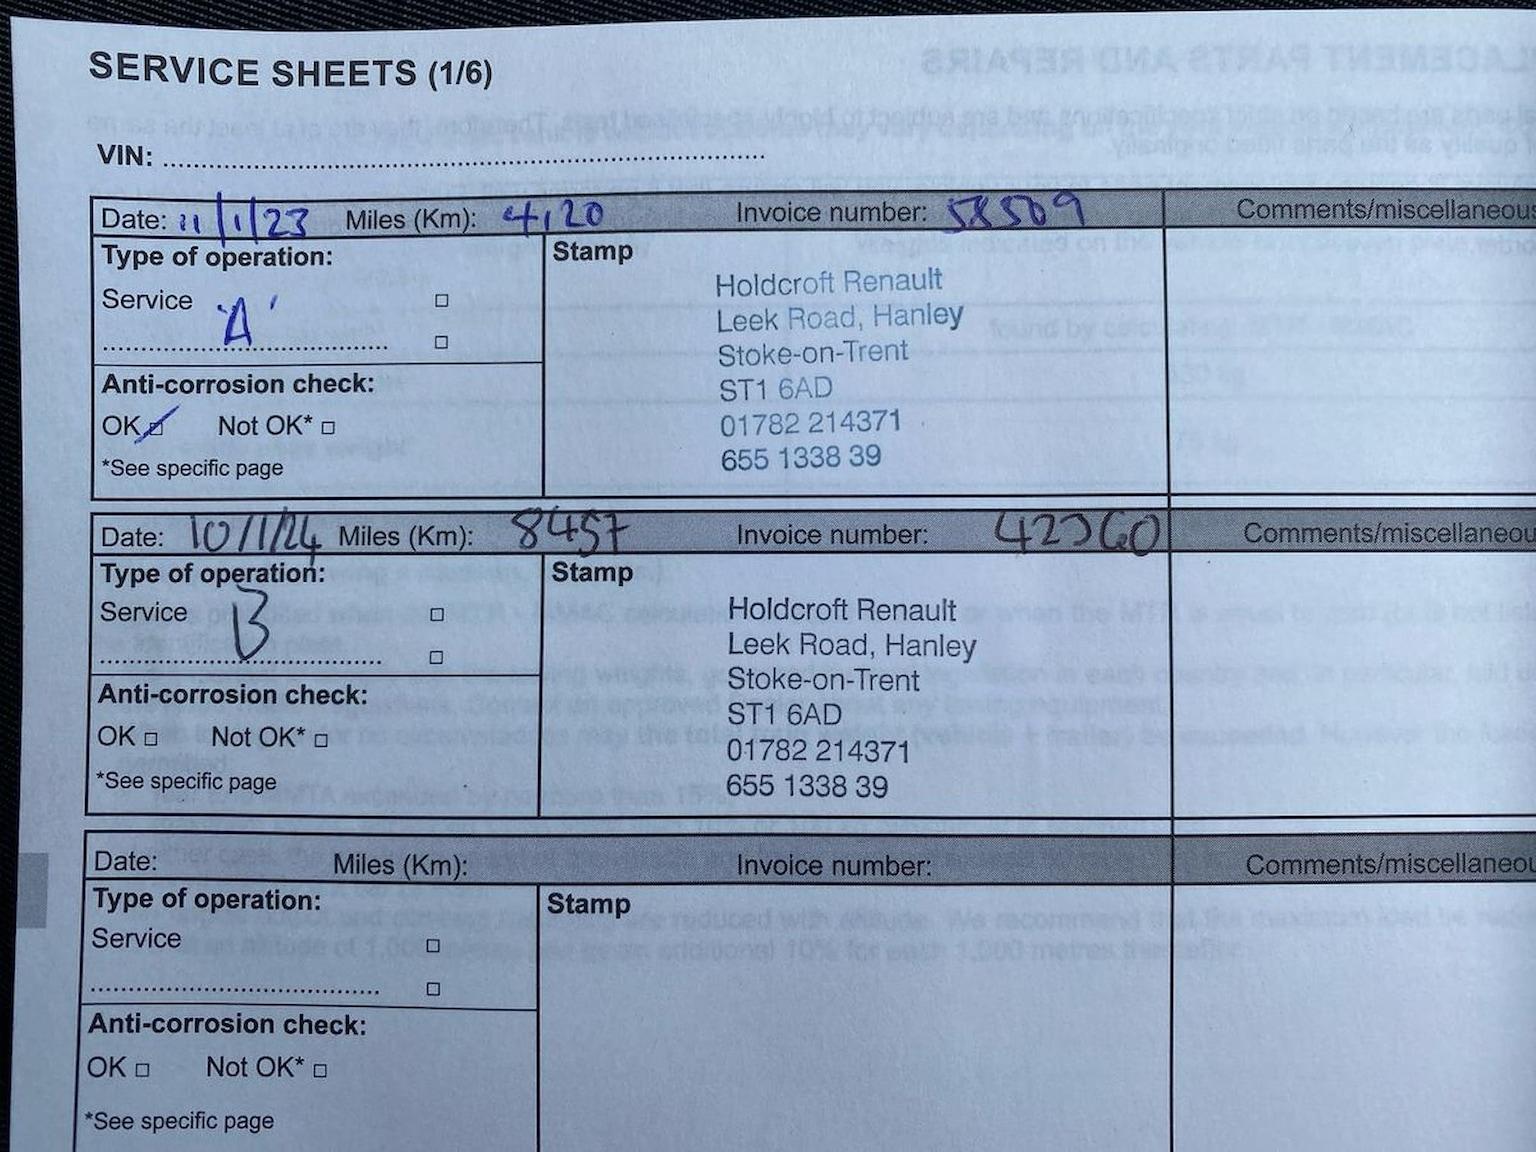 SERVICE SHEETS (1/6)
VIN: ........................................
Date: 11/1/23 Miles (Km): 4120 Invoice number: 58509 Comments/miscellaneous
Type of operation: Stamp
Service 'A' □
........................................ □
Anti-corrosion check:
OK ☑ Not OK* □
*See specific page
Holdcroft Renault
Leek Road, Hanley
Stoke-on-Trent
ST1 6AD
01782 214371
655 1338 39
Date: 10/1/24 Miles (Km): 8457 Invoice number: 42360 Comments/miscellaneou
Type of operation: Stamp
Service B □
........................................ □
Anti-corrosion check:
OK □ Not OK* □
*See specific page
Holdcroft Renault
Leek Road, Hanley
Stoke-on-Trent
ST1 6AD
01782 214371
655 1338 39
Date: Miles (Km): Invoice number: Comments/miscellaneou
Type of operation: Stamp
Service □
........................................ □
Anti-corrosion check:
OK □ Not OK* □
*See specific page